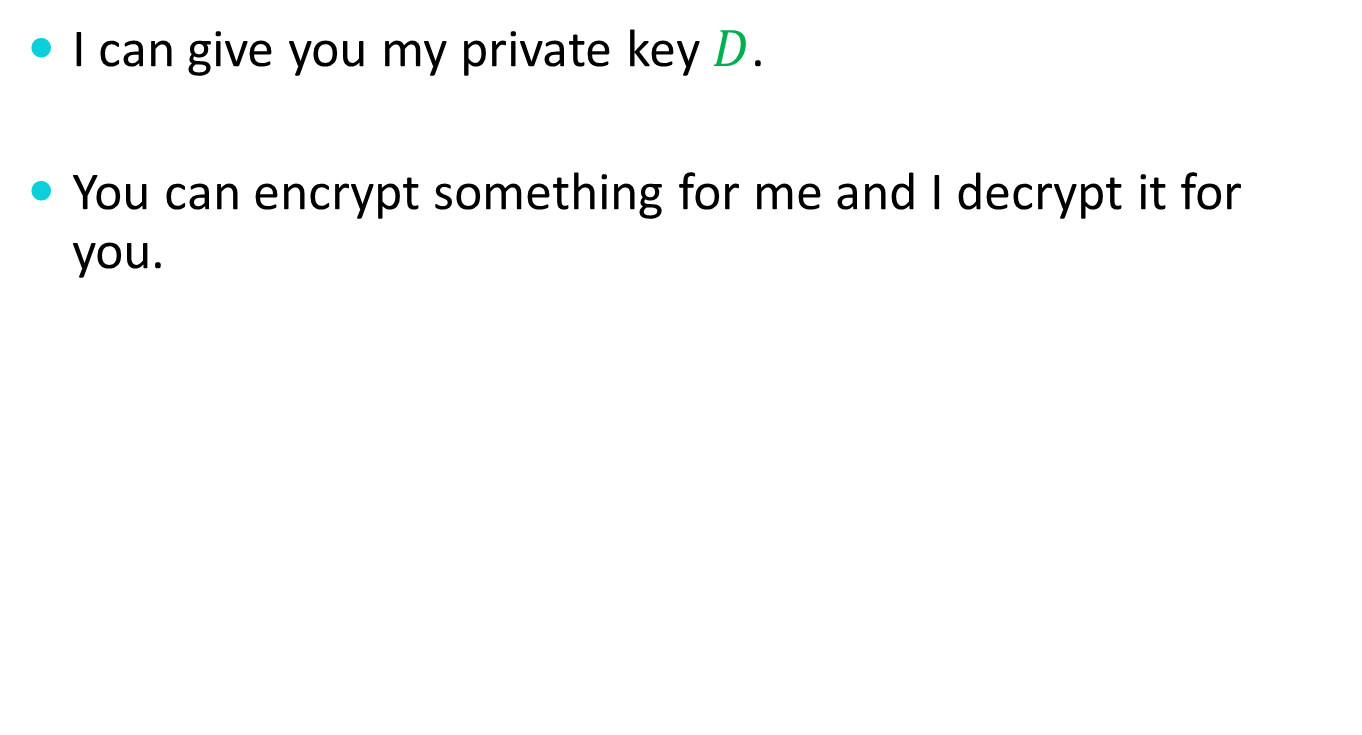 • I can give you my private key D.
• You can encrypt something for me and I decrypt it for
you.